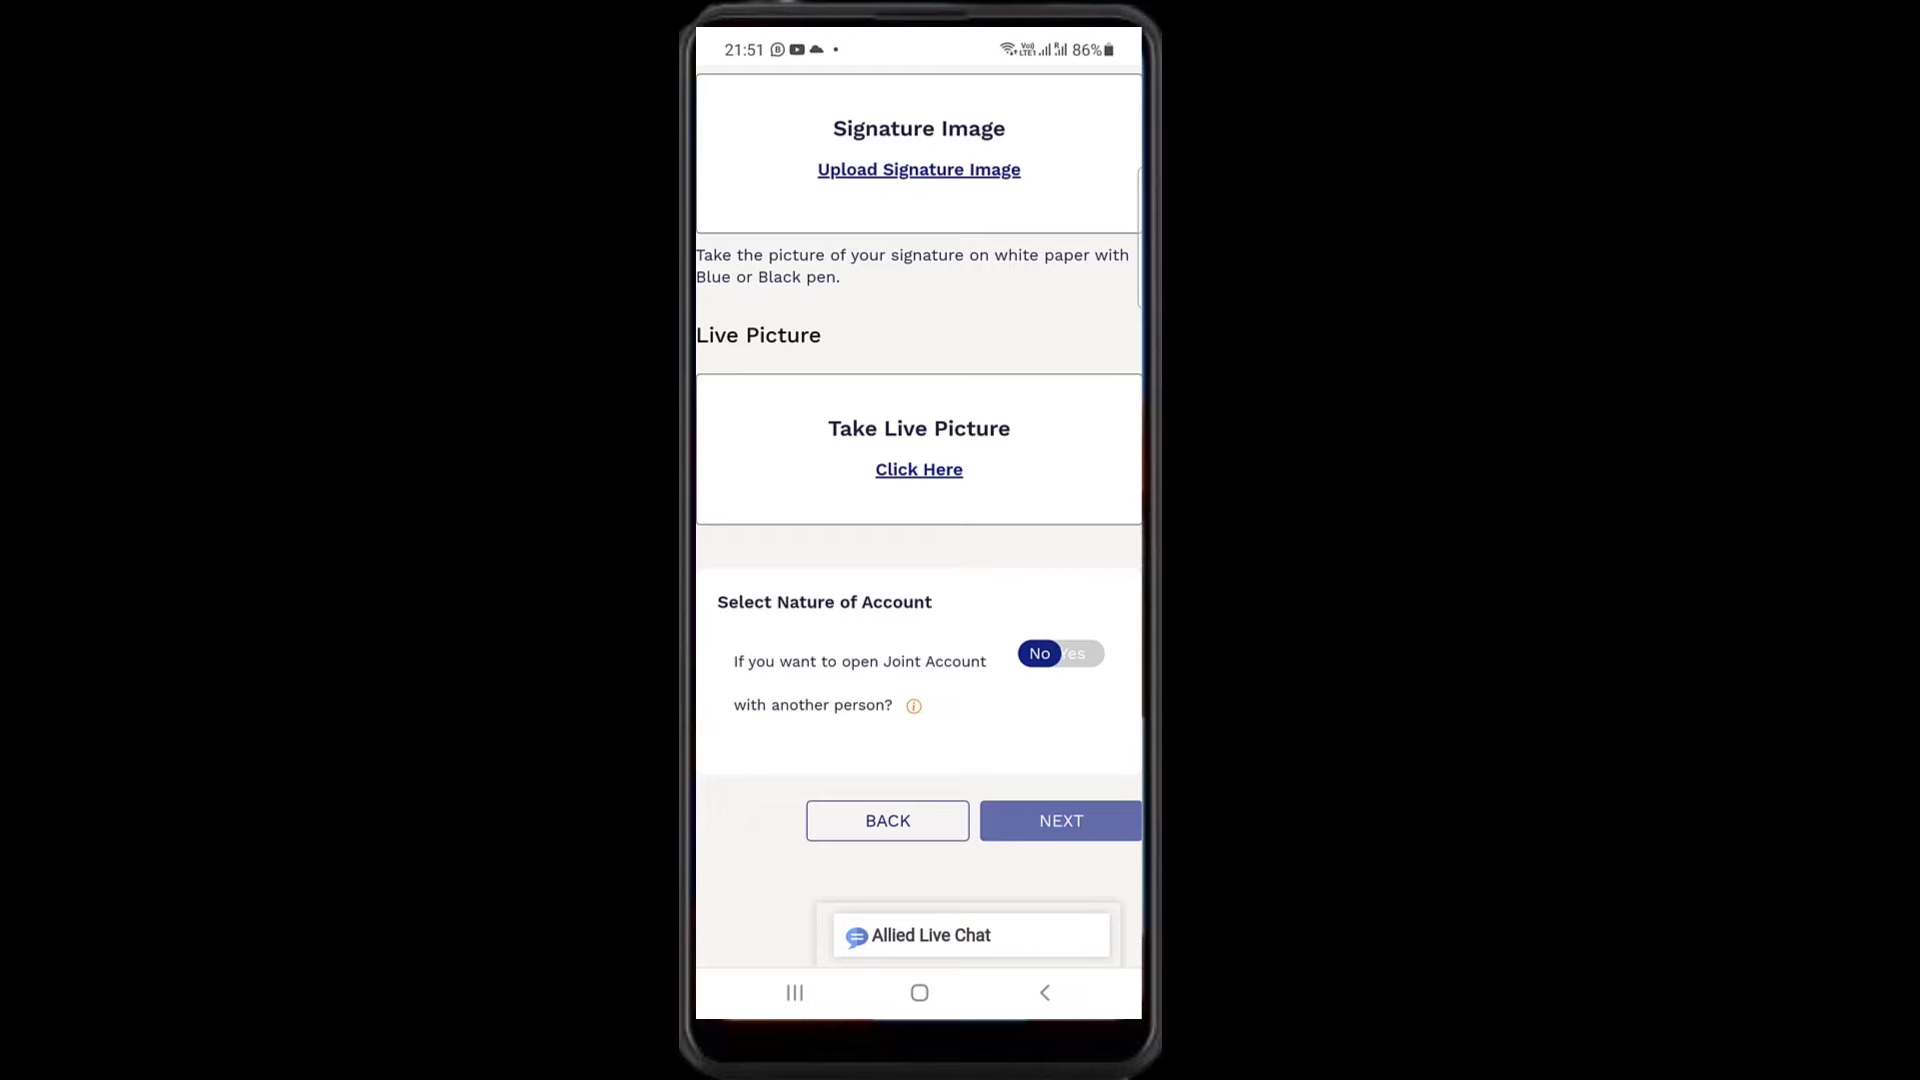 21:51
86%
Signature Image
Upload Signature Image
Take the picture of your signature on white paper with
Blue or Black pen.
Live Picture
Take Live Picture
Click Here
Select Nature of Account
If you want to open Joint Account
No Yes
with another person?
BACK
NEXT
Allied Live Chat